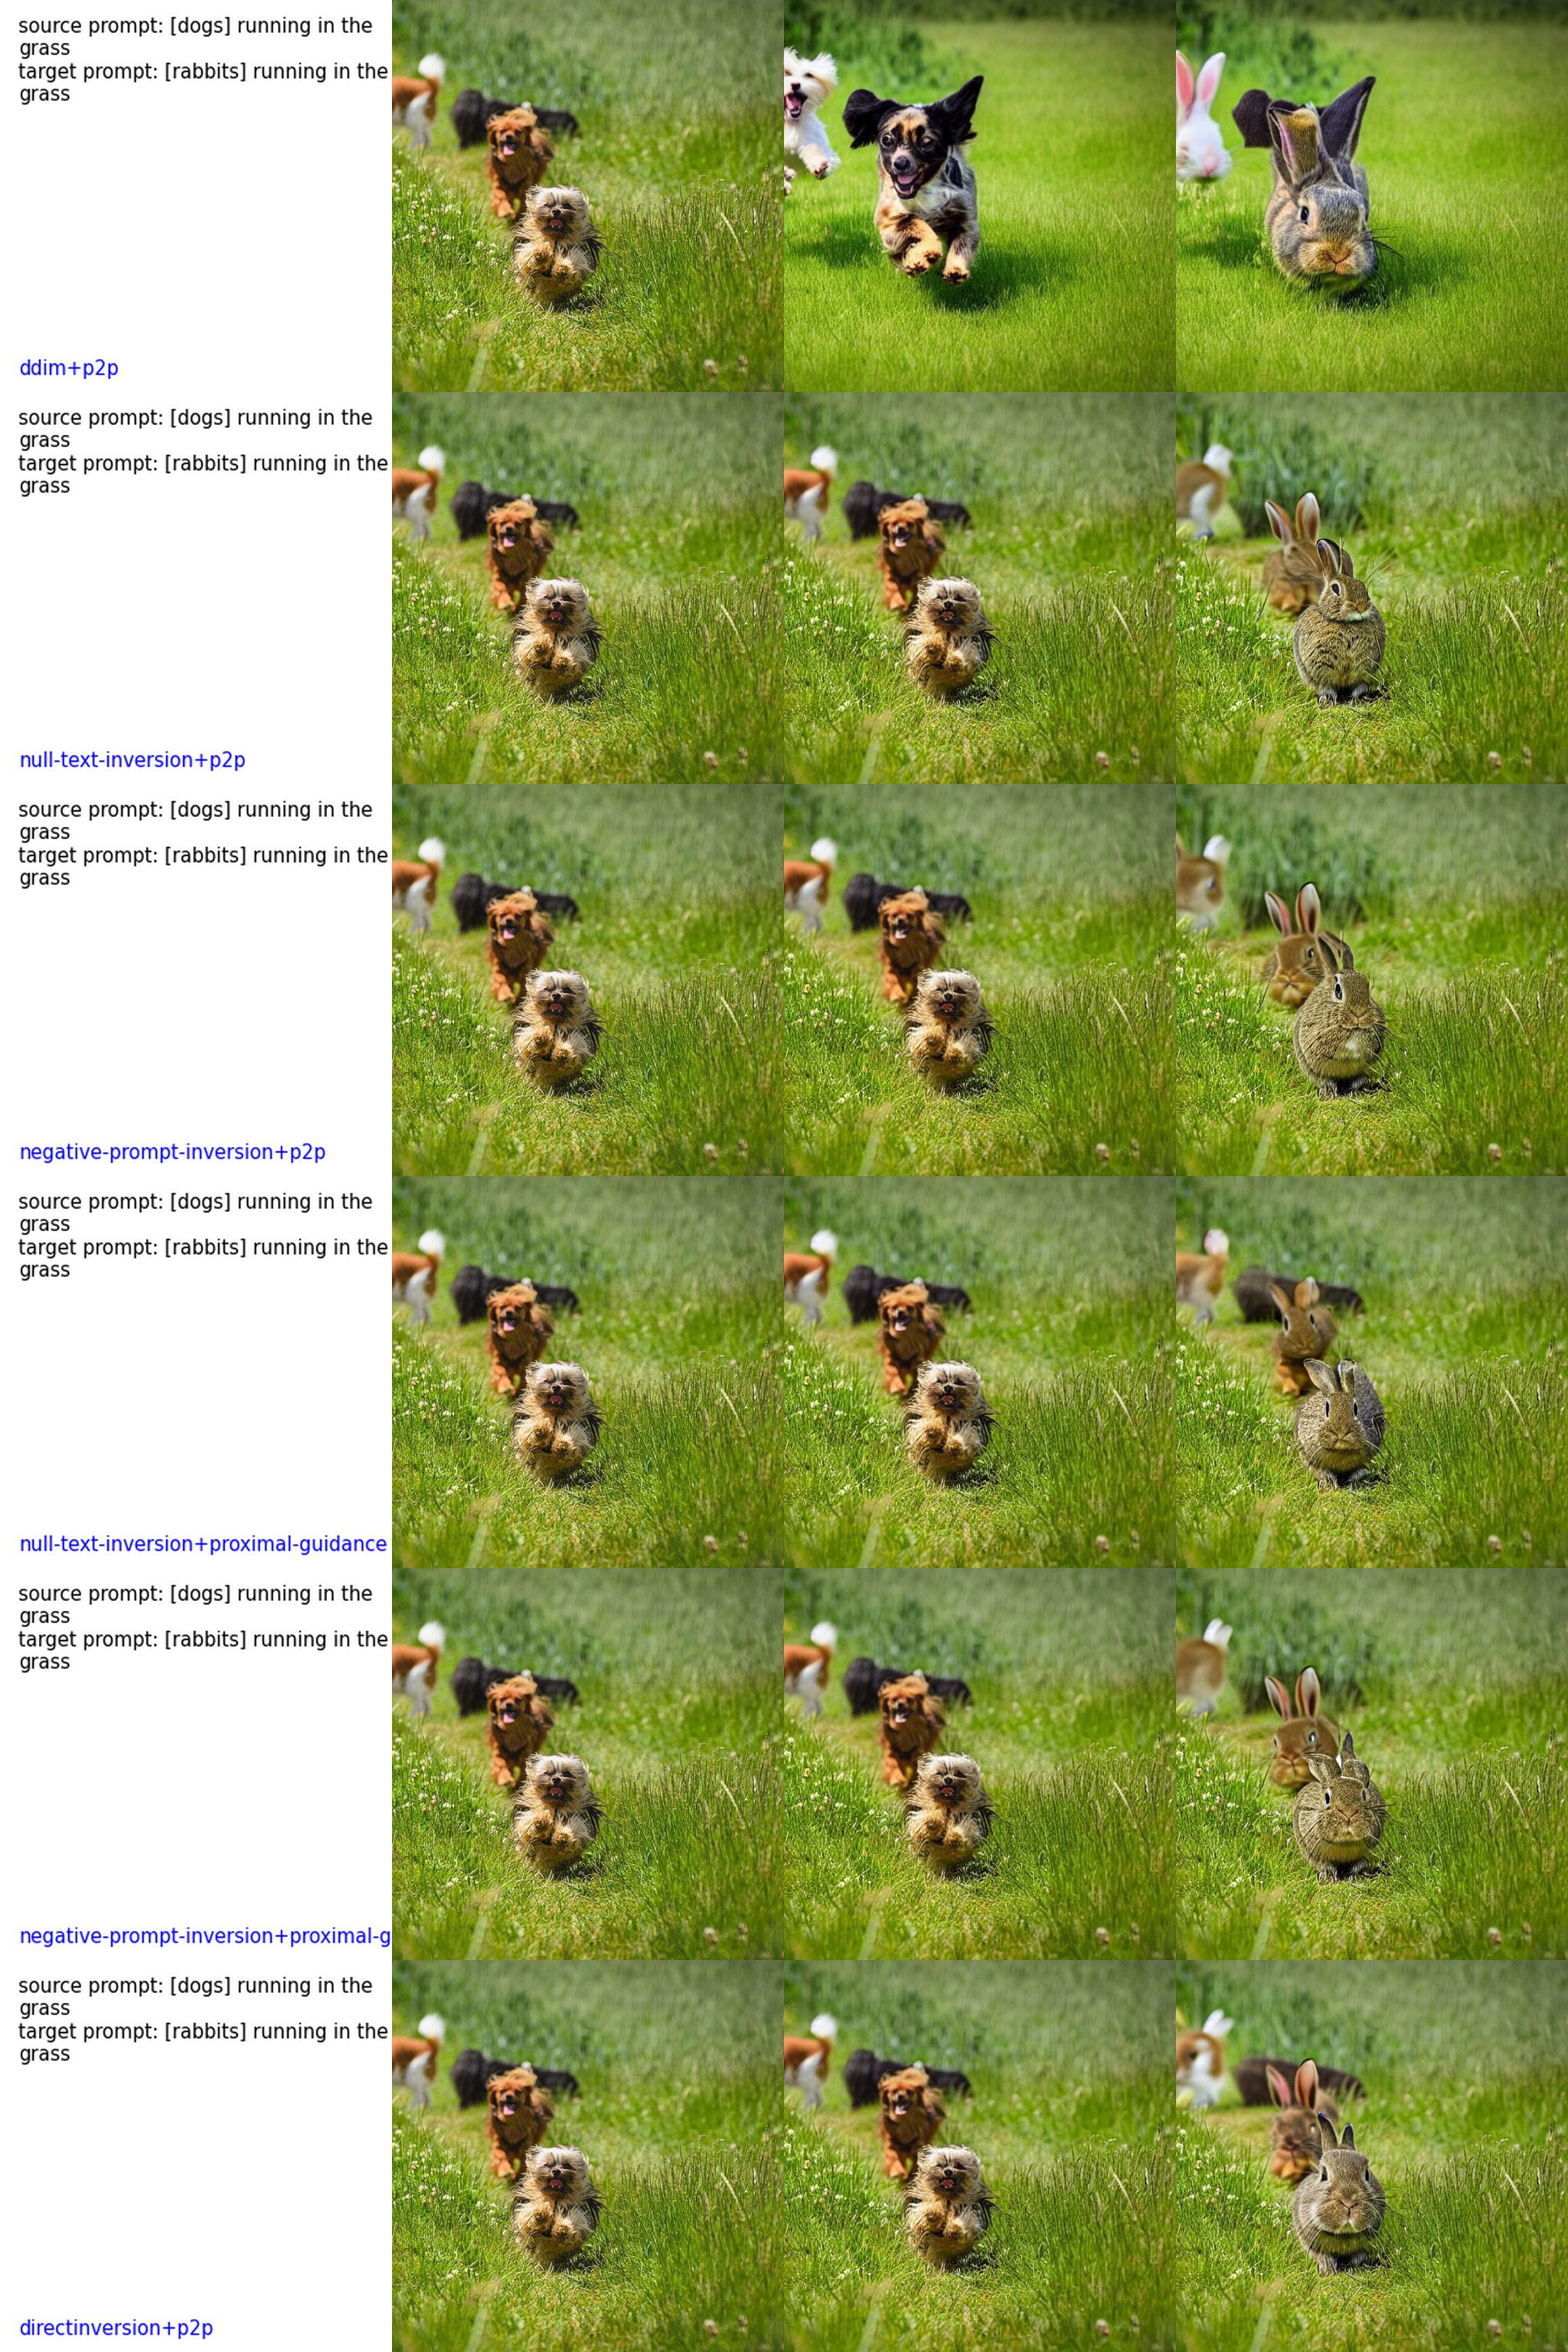 source prompt: [dogs] running in the
grass
target prompt: [rabbits] running in the
grass
ddim+p2p
source prompt: [dogs] running in the
grass
target prompt: [rabbits] running in the
grass
null-text-inversion+p2p
source prompt: [dogs] running in the
grass
target prompt: [rabbits] running in the
grass
negative-prompt-inversion+p2p
source prompt: [dogs] running in the
grass
target prompt: [rabbits] running in the
grass
null-text-inversion+proximal-guidance
source prompt: [dogs] running in the
grass
target prompt: [rabbits] running in the
grass
negative-prompt-inversion+proximal-g
source prompt: [dogs] running in the
grass
target prompt: [rabbits] running in the
grass
directinversion+p2p